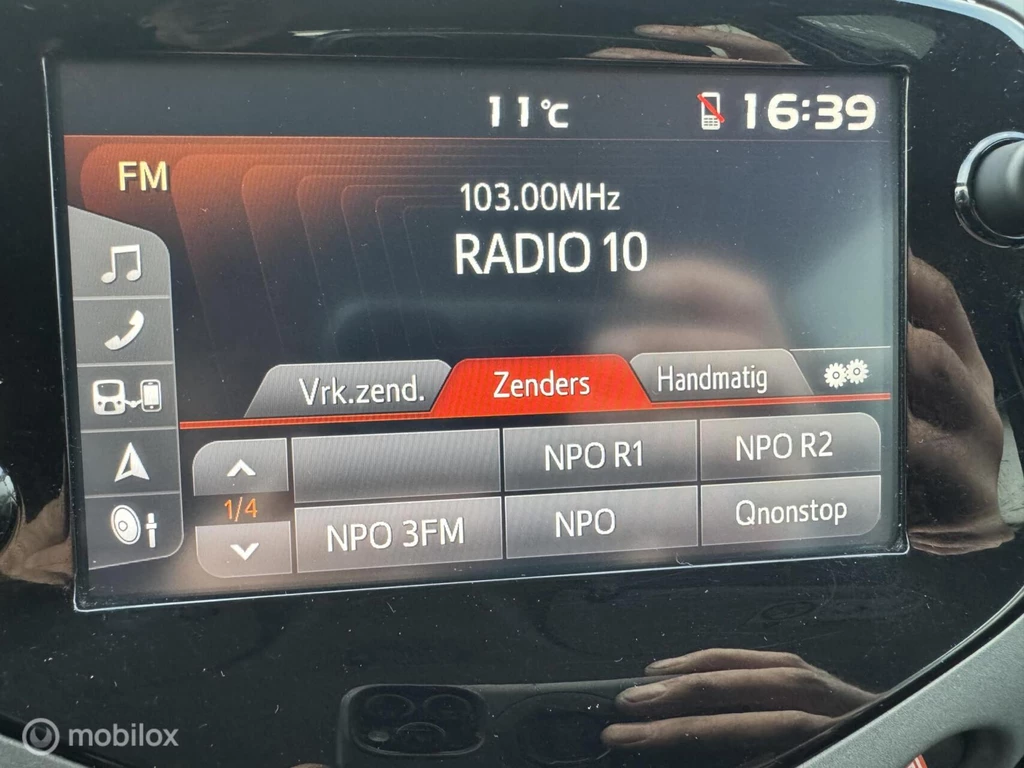 11°C 16:39
FM
103.00MHz
RADIO 10
Vrk.zend. Zenders Handmatig
NPO R1 NPO R2
1/4
NPO 3FM NPO Qnonstop
mobilox